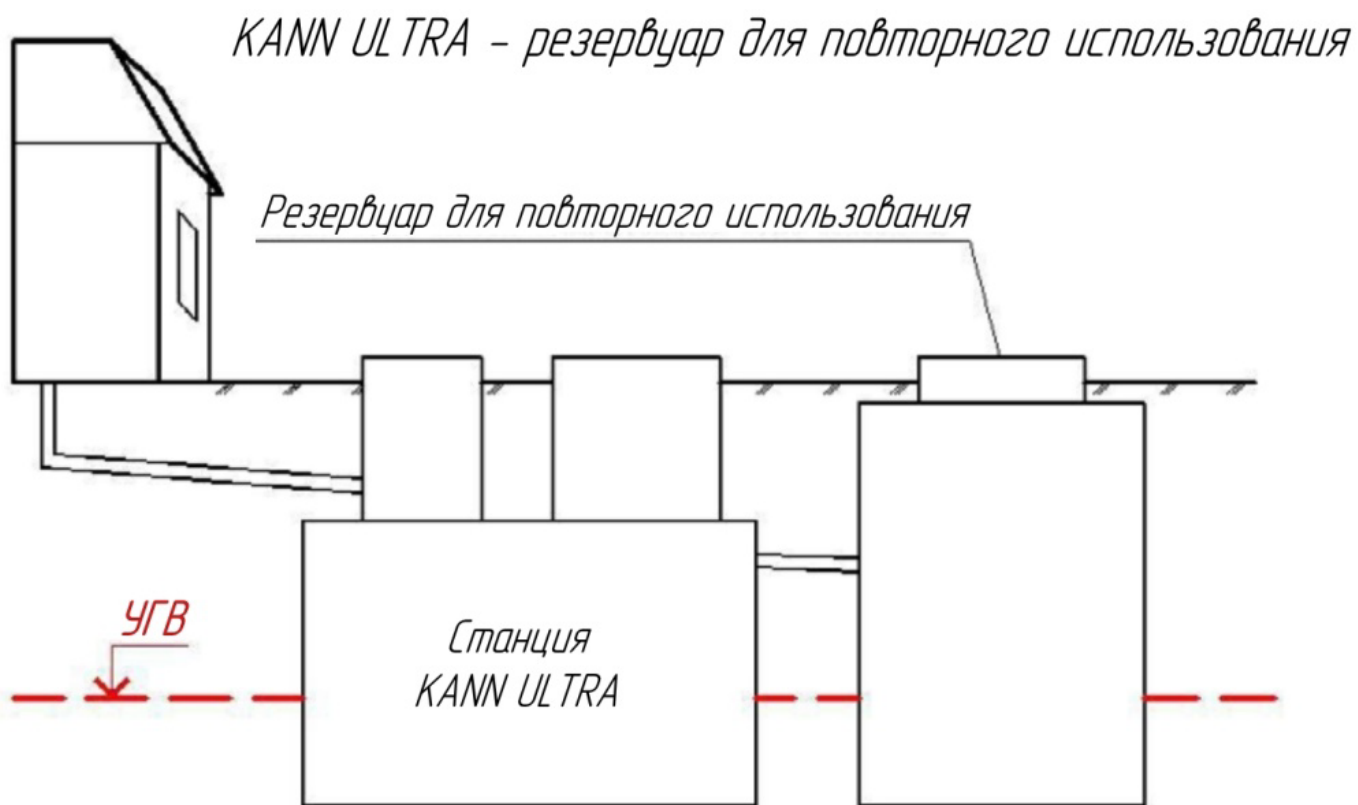 KANN ULTRA - резервуар для повторного использования
Резервуар для повторного использования
УГВ
Станция
KANN ULTRA